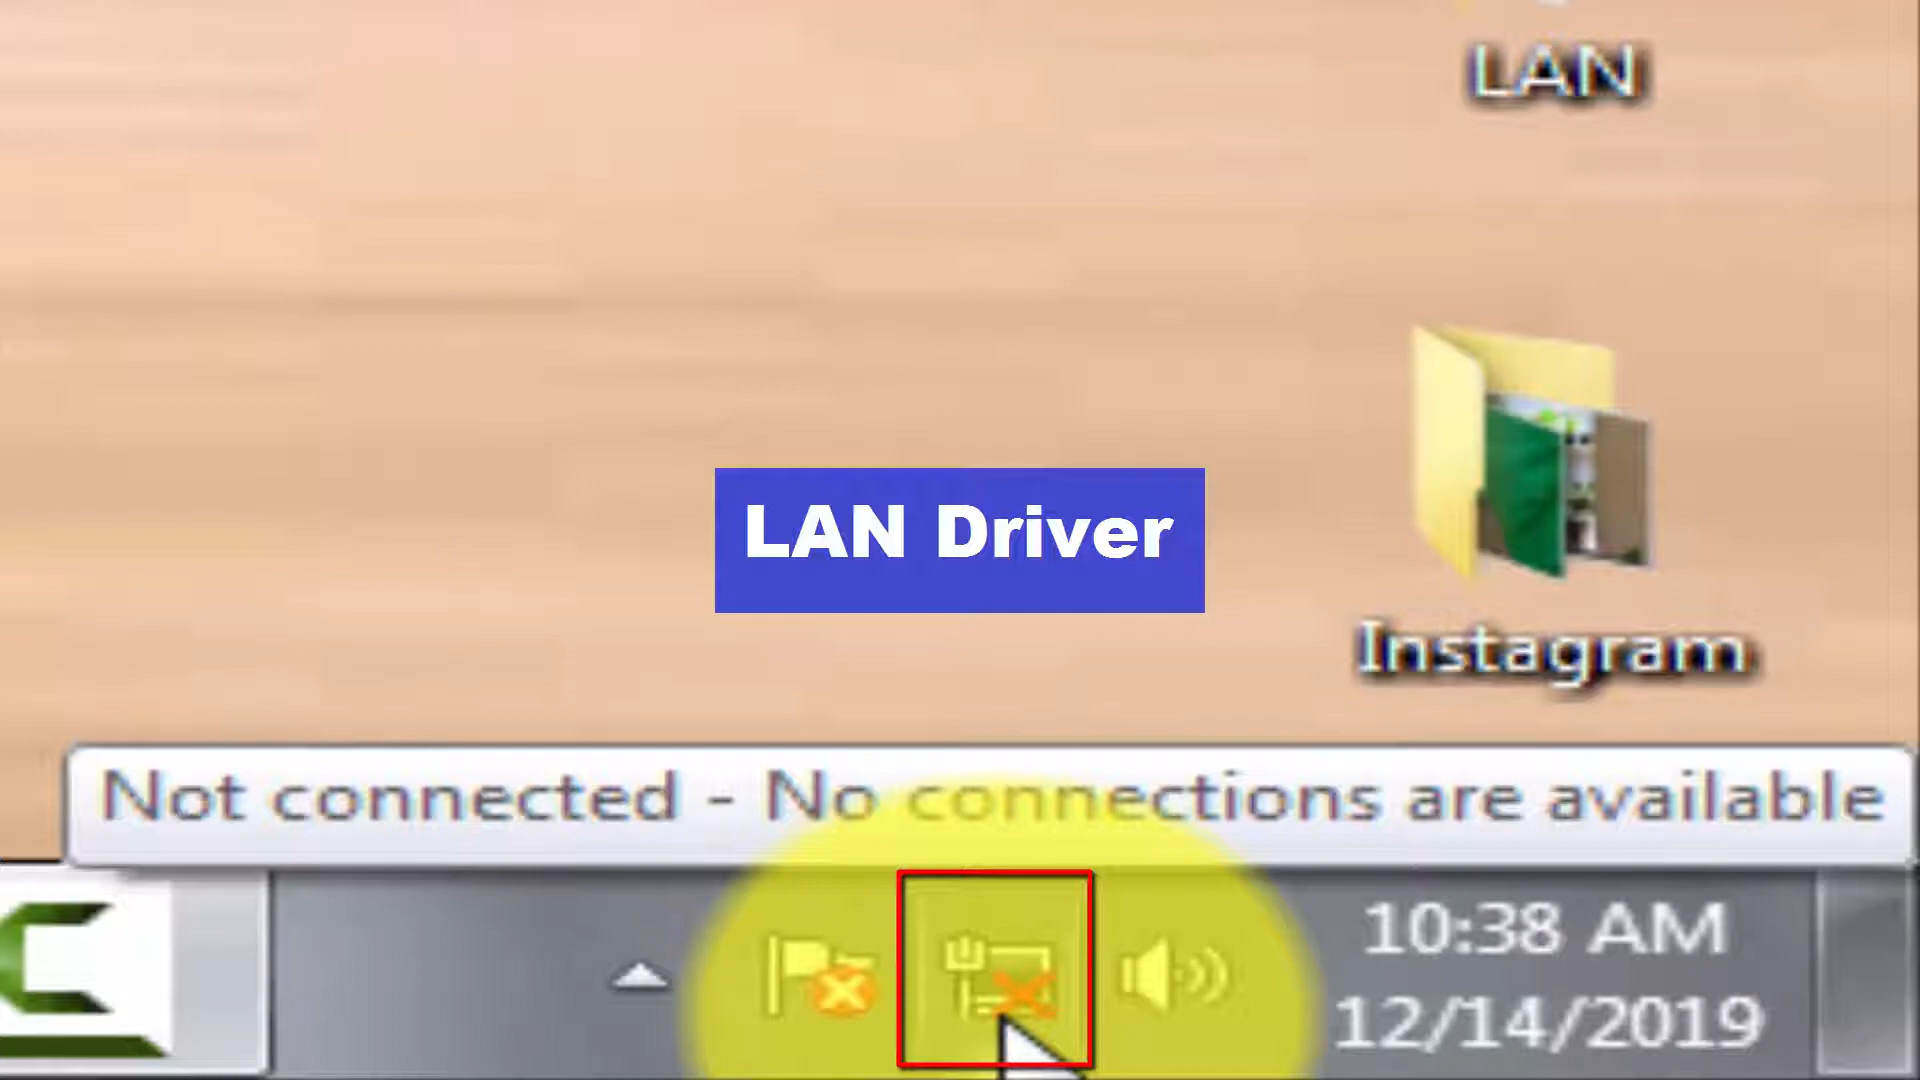 LAN
LAN Driver
Instagram
Not connected - No connections are available
10:38 AM
12/14/2019